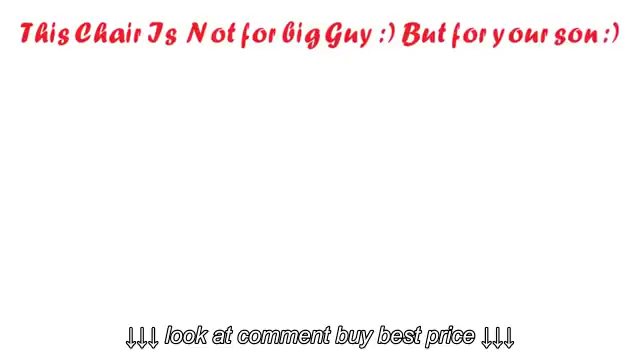 This Chair Is Not for big Guy :) But for your son :)
↓↓↓ look at comment buy best price ↓↓↓